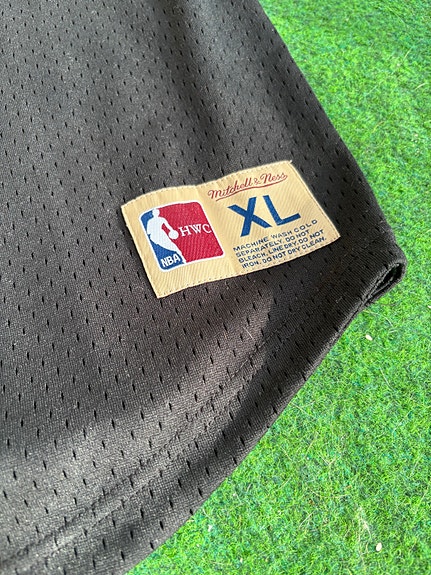 Mitchell & Ness
XL
HWC
NBA
MACHINE WASH COLD
SEPARATELY. DO NOT
BLEACH, LINE DRY. DO NOT
IRON. DO NOT DRY CLEAN.